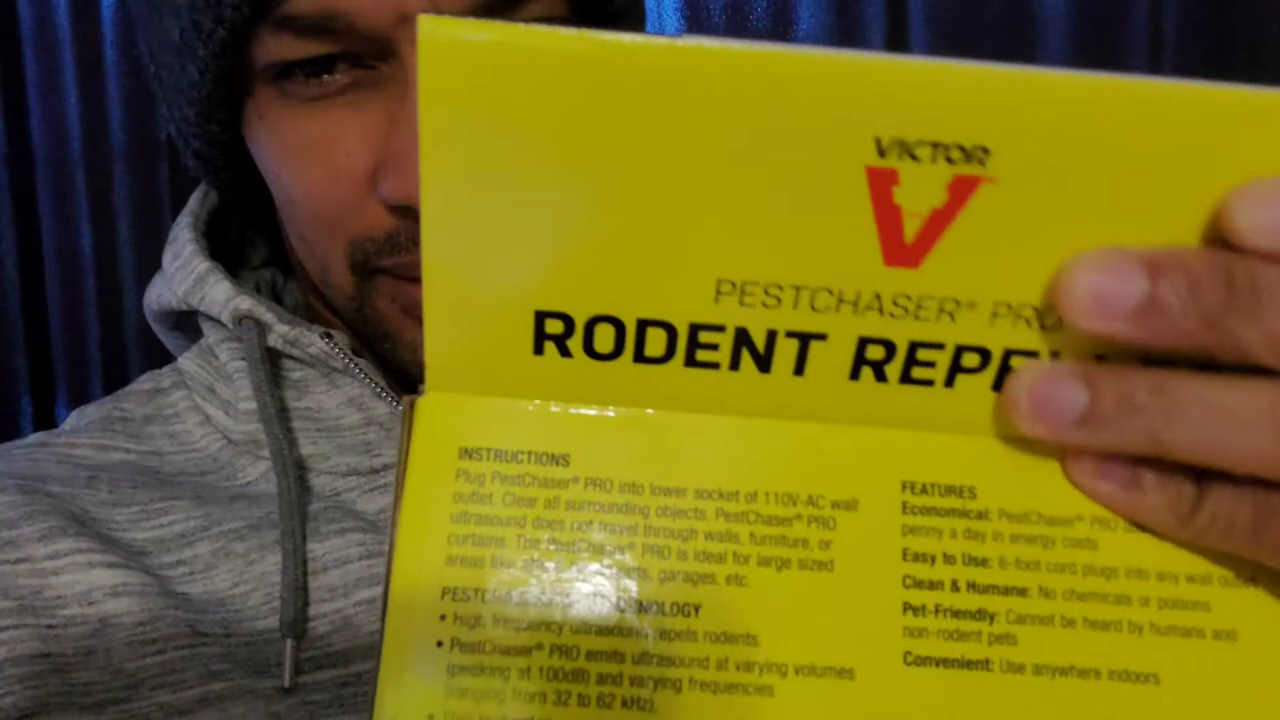 VICTOR
V
PESTCHASER® PRO
RODENT REPE
INSTRUCTIONS
Plug PestChaser® PRO into lower socket of 110V-AC wall
outlet. Clear all surrounding objects. PestChaser® PRO
ultrasound does not travel through walls, furniture, or
curtains. The PestChaser® PRO is ideal for large sized
areas like garages, etc.
TECHNOLOGY
• High frequency ultrasound repels rodents.
• PestChaser® PRO emits ultrasound at varying volumes
(peaking at 100dB) and varying frequencies
(ranging from 32 to 62 kHz).
FEATURES
Economical: PestChaser® PRO
penny a day in energy costs
Easy to Use: 6-foot cord plugs into any wall
Clean & Humane: No chemicals or poisons
Pet-Friendly: Cannot be heard by humans and
non-rodent pets
Convenient: Use anywhere indoors